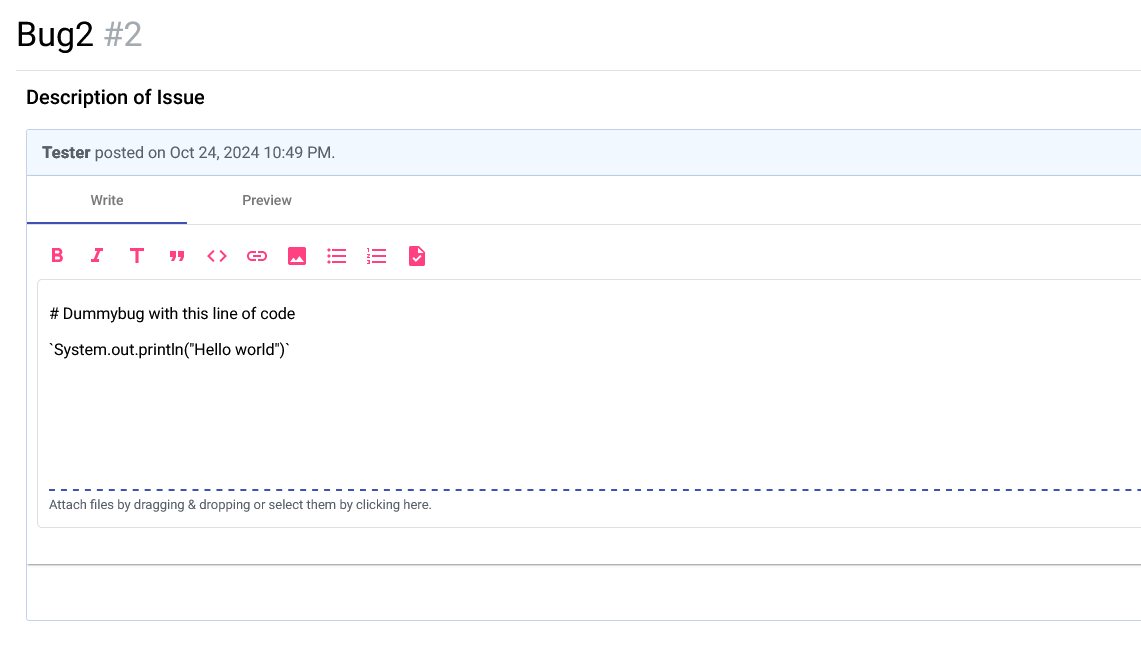 Bug2 #2
Description of Issue
Tester posted on Oct 24, 2024 10:49 PM.
Write Preview
# Dummybug with this line of code
`System.out.println("Hello world")`
Attach files by dragging & dropping or select them by clicking here.